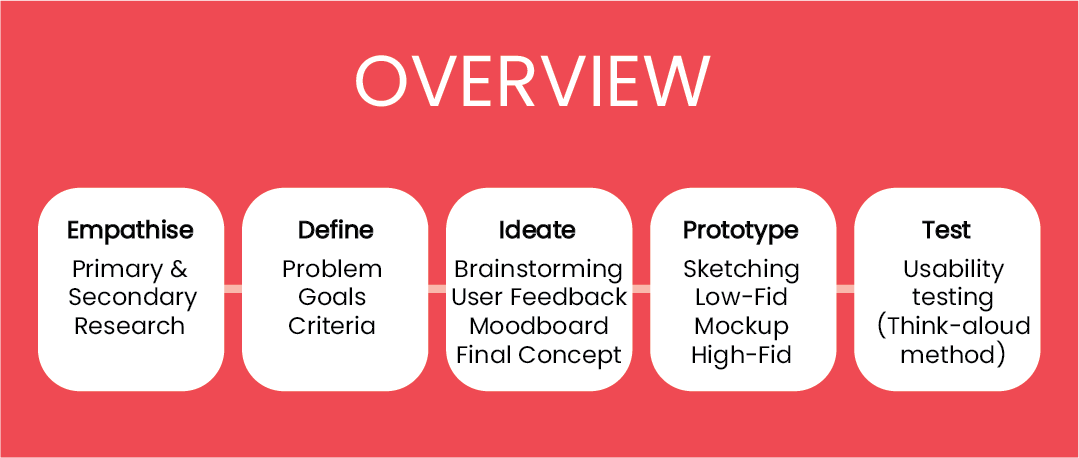 OVERVIEW
Empathise
Primary &
Secondary
Research
Define
Problem
Goals
Criteria
Ideate
Brainstorming
User Feedback
Moodboard
Final Concept
Prototype
Sketching
Low-Fid
Mockup
High-Fid
Test
Usability
testing
(Think-aloud
method)